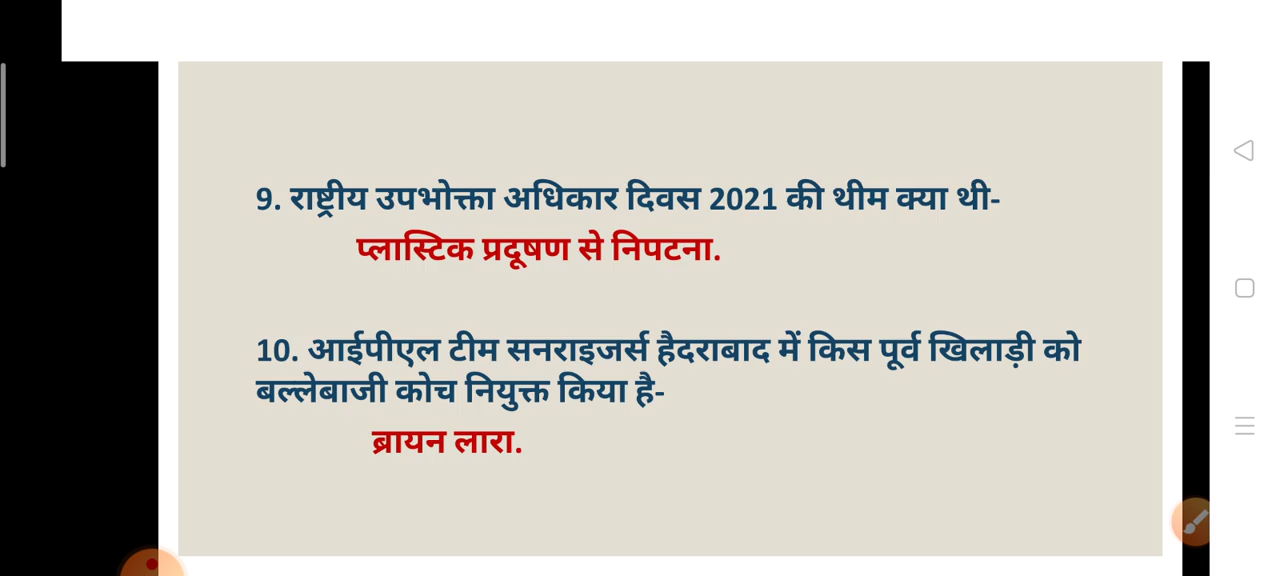 9. राष्ट्रीय उपभोक्ता अधिकार दिवस 2021 की थीम क्या थी-
प्लास्टिक प्रदूषण से निपटना.
10. आईपीएल टीम सनराइजर्स हैदराबाद में किस पूर्व खिलाड़ी को
बल्लेबाजी कोच नियुक्त किया है-
ब्रायन लारा.